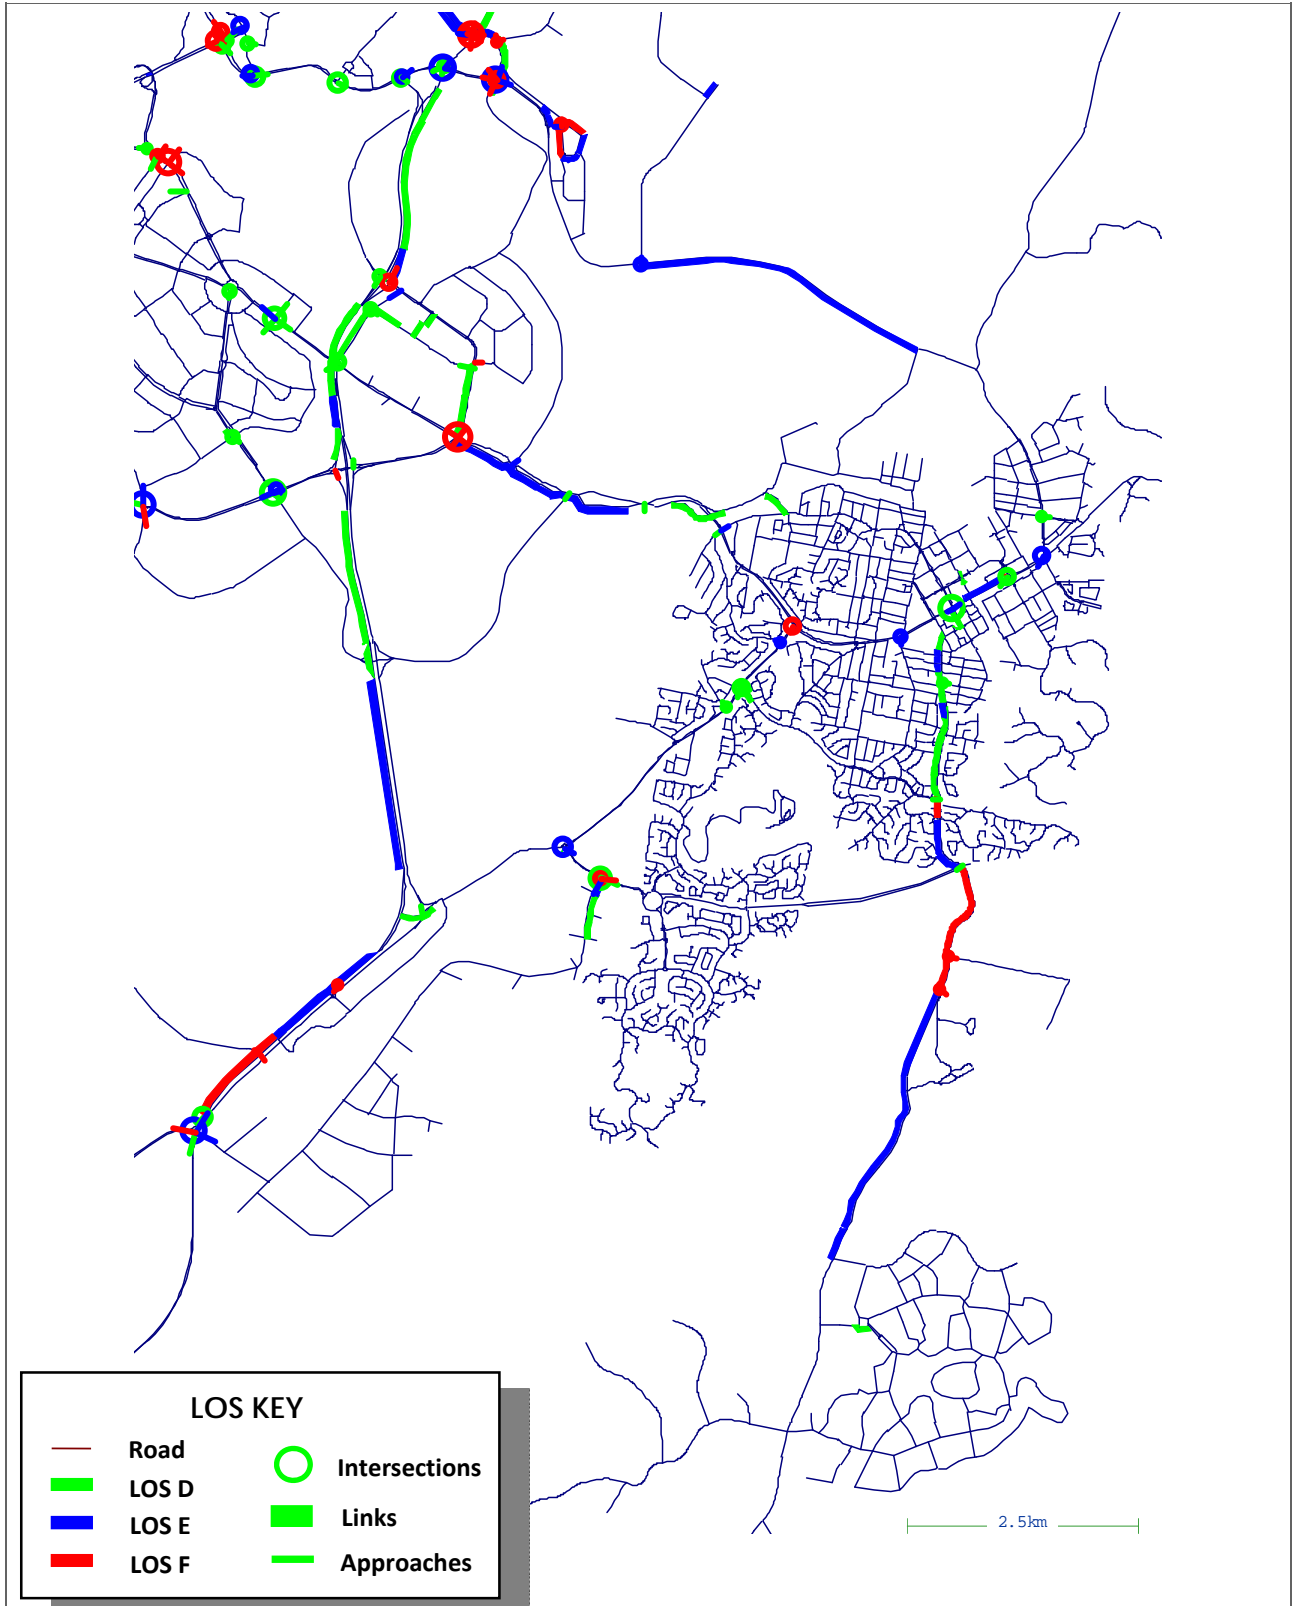 2.5km
LOS KEY
Road
LOS D
LOS E
LOS F
Intersections
Links
Approaches